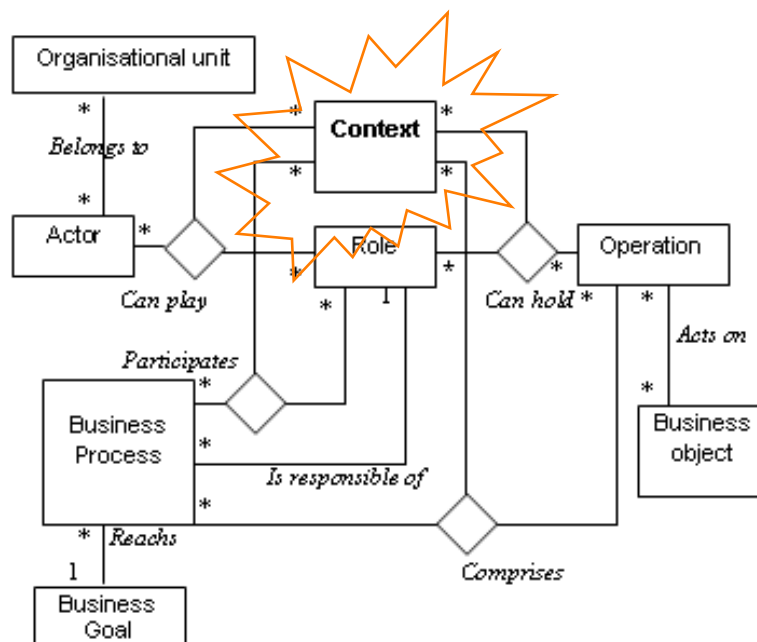 Organisational unit
*
*
*
Belongs to
Context
*
*
*
Actor
*
Role
Operation
*
*
*
Can play
*
1
Can hold
*
*
Acts on
Participates
*
*
Business
Process
*
Business
object
Is responsible of
*
*
Reachs
1
Comprises
Business
Goal